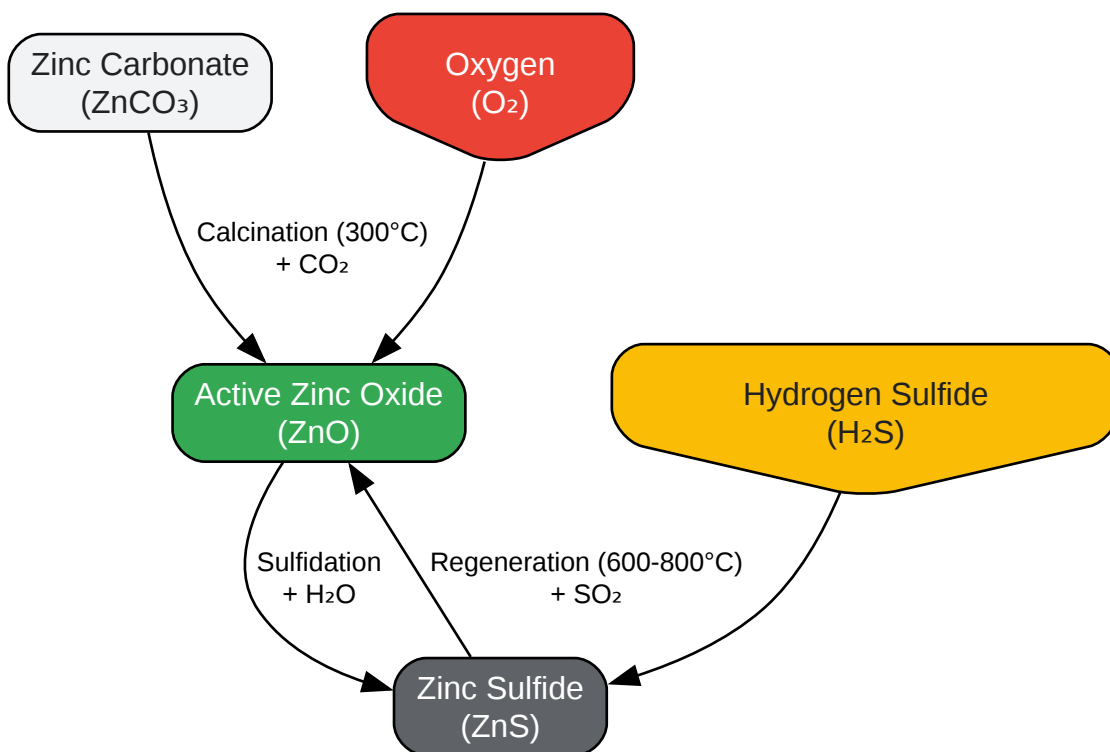 Zinc Carbonate
(ZnCO₃)
Oxygen
(O₂)
Calcination (300°C)
+ CO₂
Active Zinc Oxide
(ZnO)
Hydrogen Sulfide
(H₂S)
Sulfidation
+ H₂O
Regeneration (600-800°C)
+ SO₂
Zinc Sulfide
(ZnS)